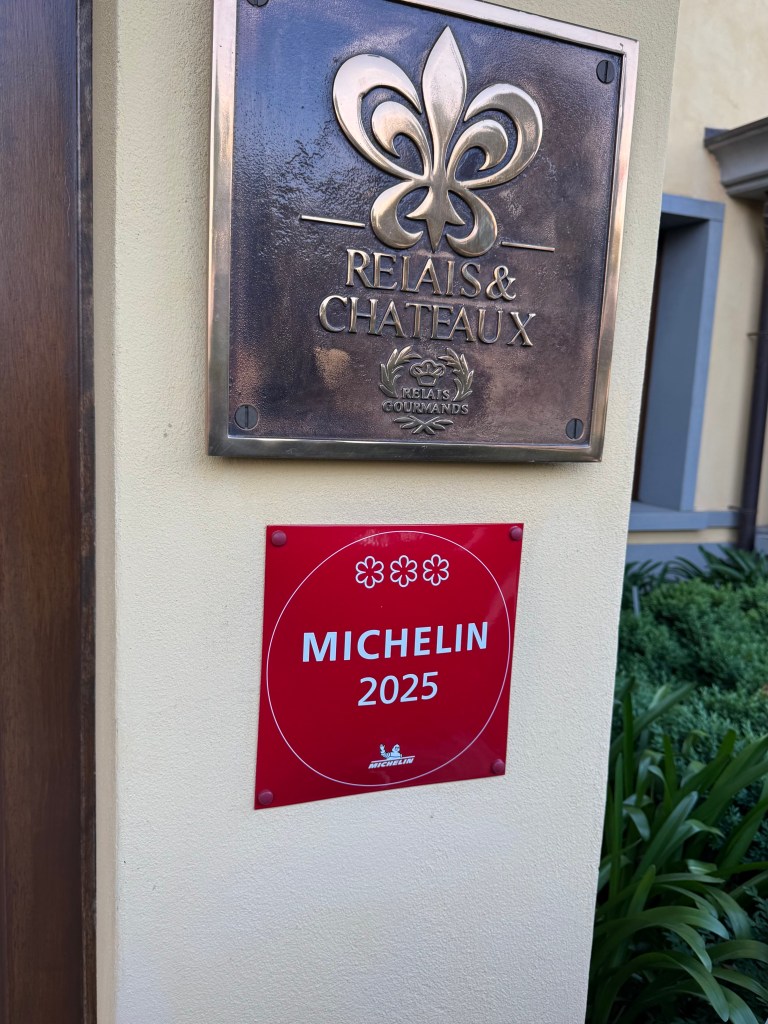 RELAIS &
CHATEAUX
RELAIS
GOURMANDS
MICHELIN
2025
MICHELIN